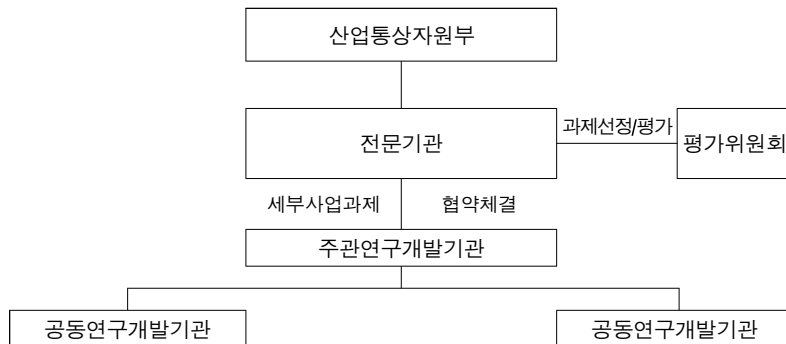 산업통상자원부
과제선정/평가
전문기관
평가위원회
세부사업과제 협약체결
주관연구개발기관
공동연구개발기관 공동연구개발기관